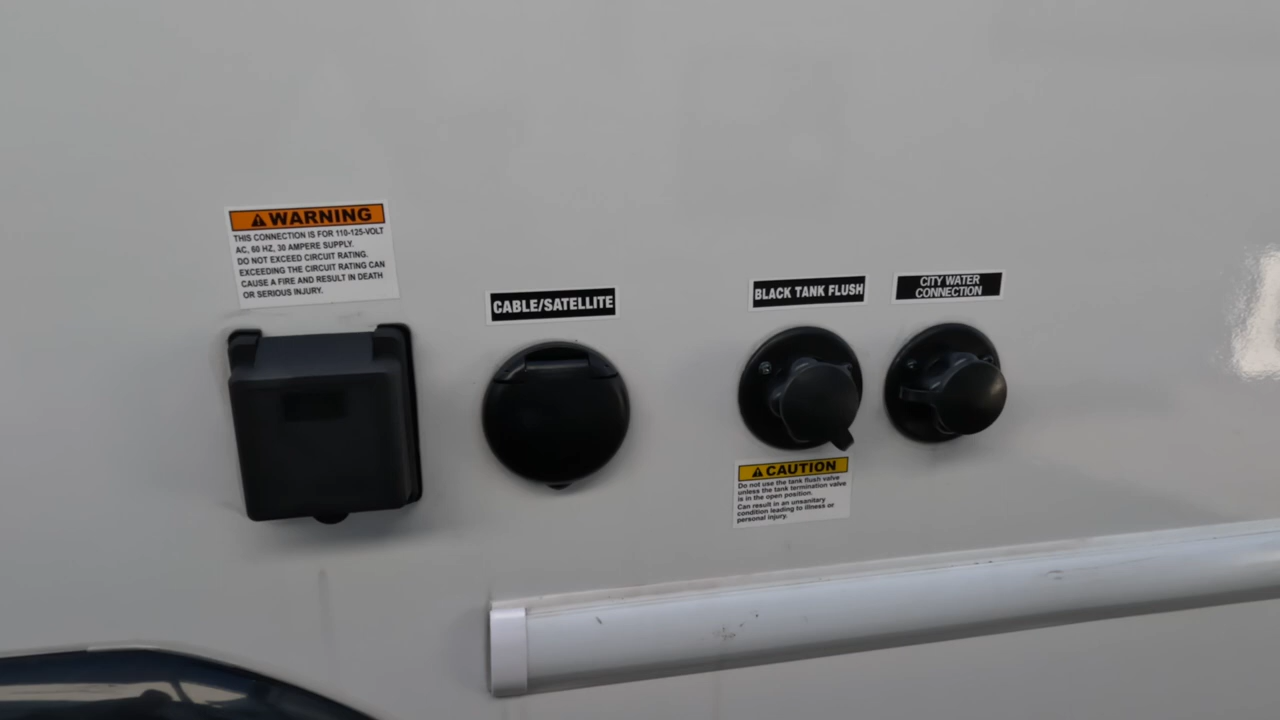 WARNING
THIS CONNECTION IS FOR 110-125-VOLT
AC, 60 HZ, 30 AMPERE SUPPLY.
DO NOT EXCEED CIRCUIT RATING.
EXCEEDING THE CIRCUIT RATING CAN
CAUSE A FIRE AND RESULT IN DEATH
OR SERIOUS INJURY.
CABLE/SATELLITE
BLACK TANK FLUSH
CITY WATER
CONNECTION
CAUTION
Do not use the tank flush valve
unless the tank termination valve
is in the open position.
Can result in an unsanitary
condition leading to illness or
personal injury.